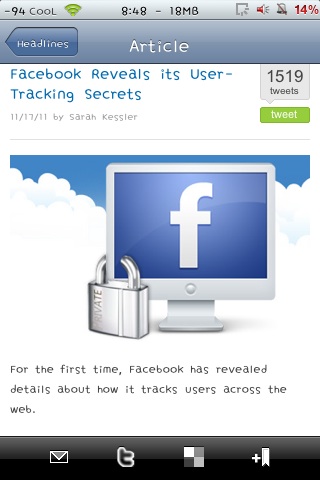 -94 CooL 8:48 - 18MB 14%
Headlines
Article
Facebook Reveals its User-
Tracking Secrets
1519
tweets
tweet
11/17/11 by Sarah Kessler
f
PRIVATE
For the first time, Facebook has revealed
details about how it tracks users across the
web.